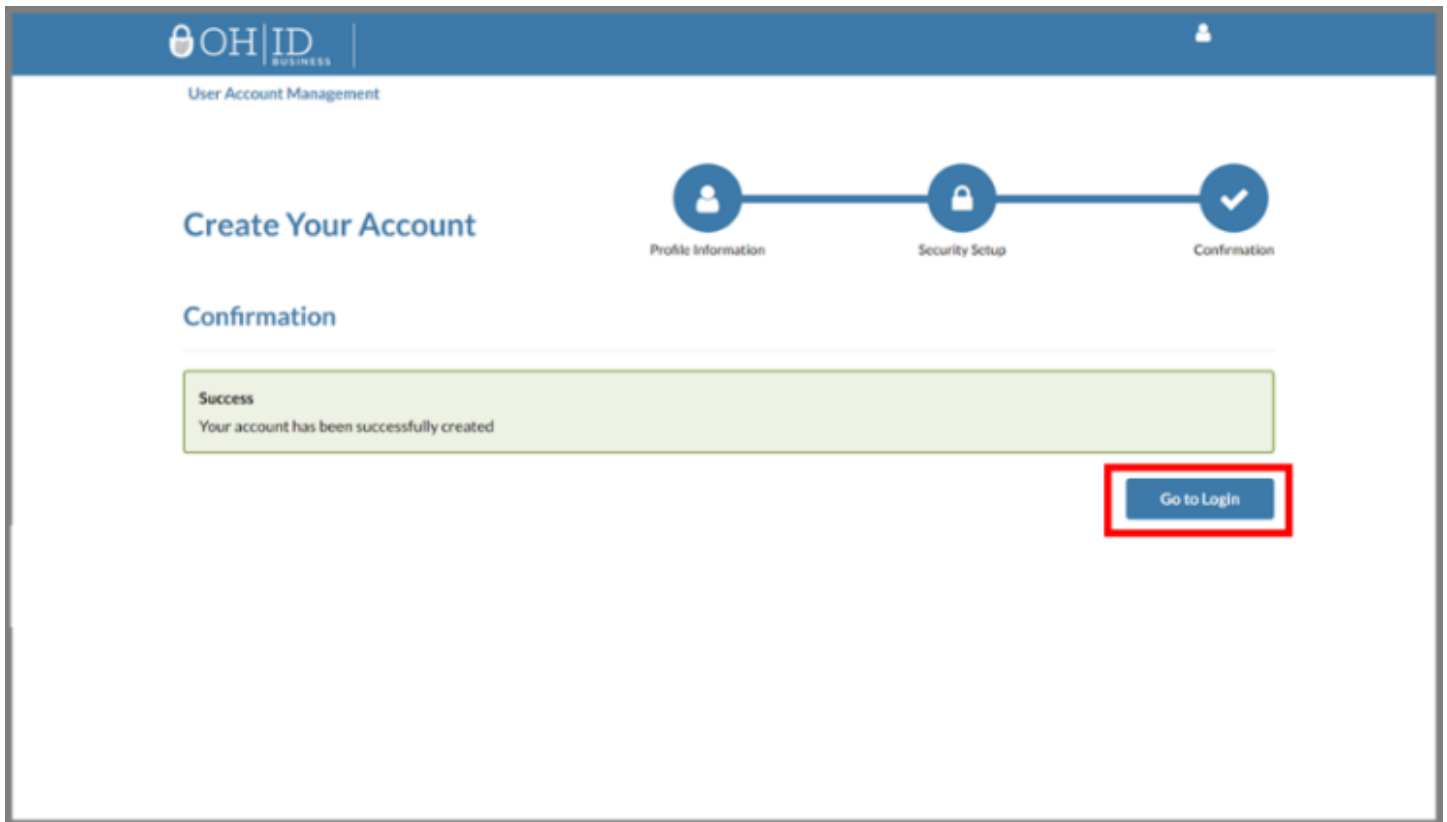 OH|ID
BUSINESS
User Account Management
Create Your Account
Profile Information
Security Setup
Confirmation
Confirmation
Success
Your account has been successfully created
Go to Login